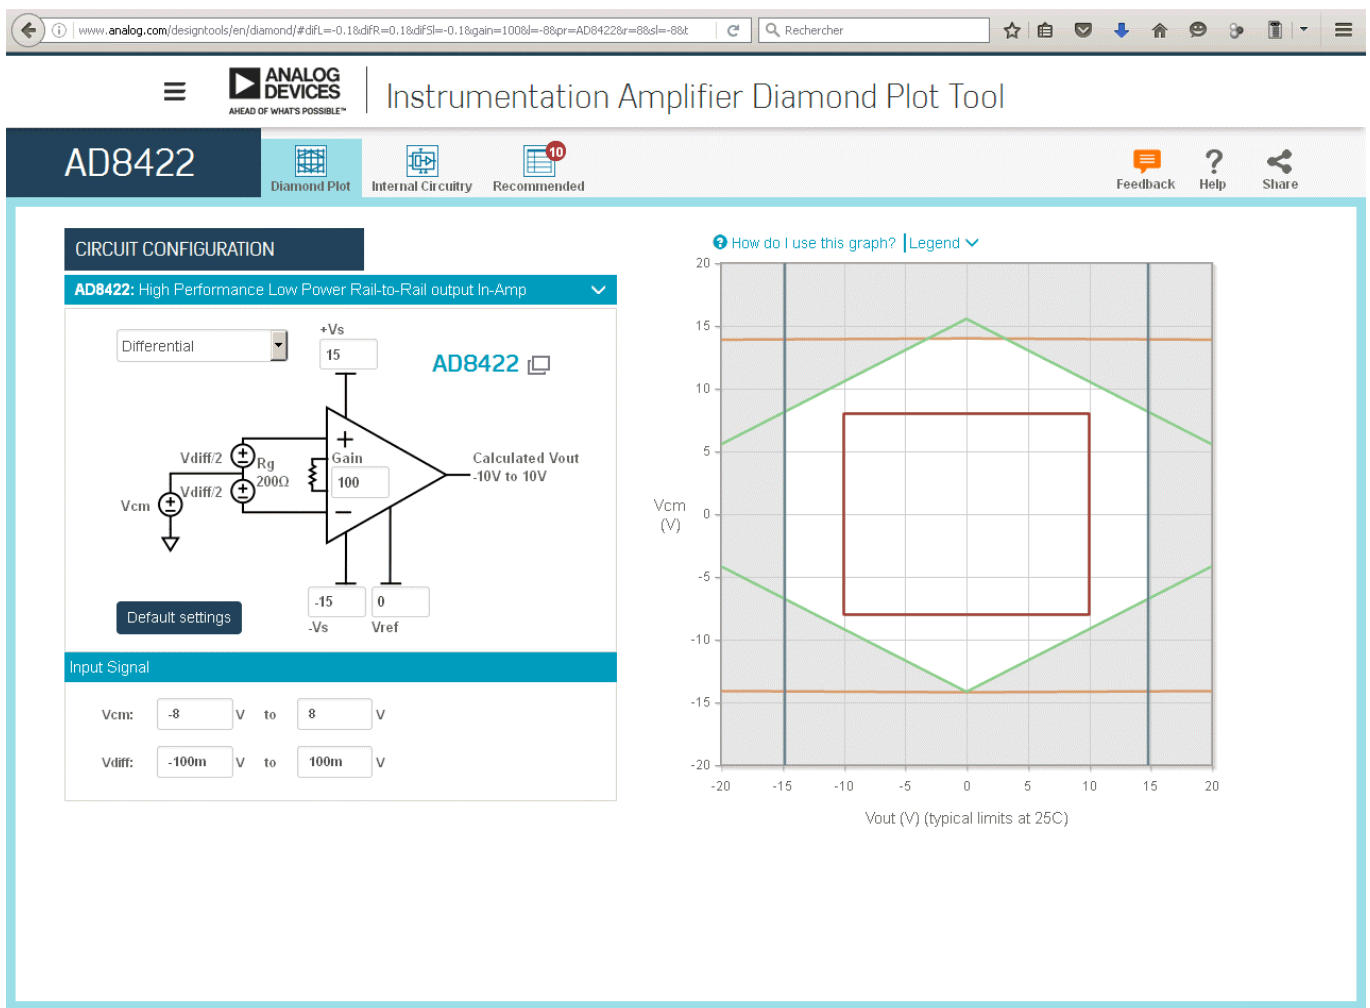 www.analog.com/designtools/en/diamond/#difL=-0.1&difR=0.1&difSl=-0.1&gain=100&l=-8&pr=AD8422&r=8&sl=-8&t
Rechercher
ANALOG
DEVICES
AHEAD OF WHAT'S POSSIBLE™
Instrumentation Amplifier Diamond Plot Tool
AD8422
Diamond Plot
Internal Circuitry
10
Recommended
Feedback
Help
Share
CIRCUIT CONFIGURATION
AD8422: High Performance Low Power Rail-to-Rail output In-Amp
Differential
+Vs
15
AD8422
Vdiff/2
Rg
200Ω
Gain
100
Vdiff/2
Vcm
Calculated Vout
-10V to 10V
-15
0
-Vs
Vref
Default settings
Input Signal
Vcm: -8 V to 8 V
Vdiff: -100m V to 100m V
How do I use this graph? | Legend
20
15
10
5
0
-5
-10
-15
-20
Vcm
(V)
-20 -15 -10 -5 0 5 10 15 20
Vout (V) (typical limits at 25C)